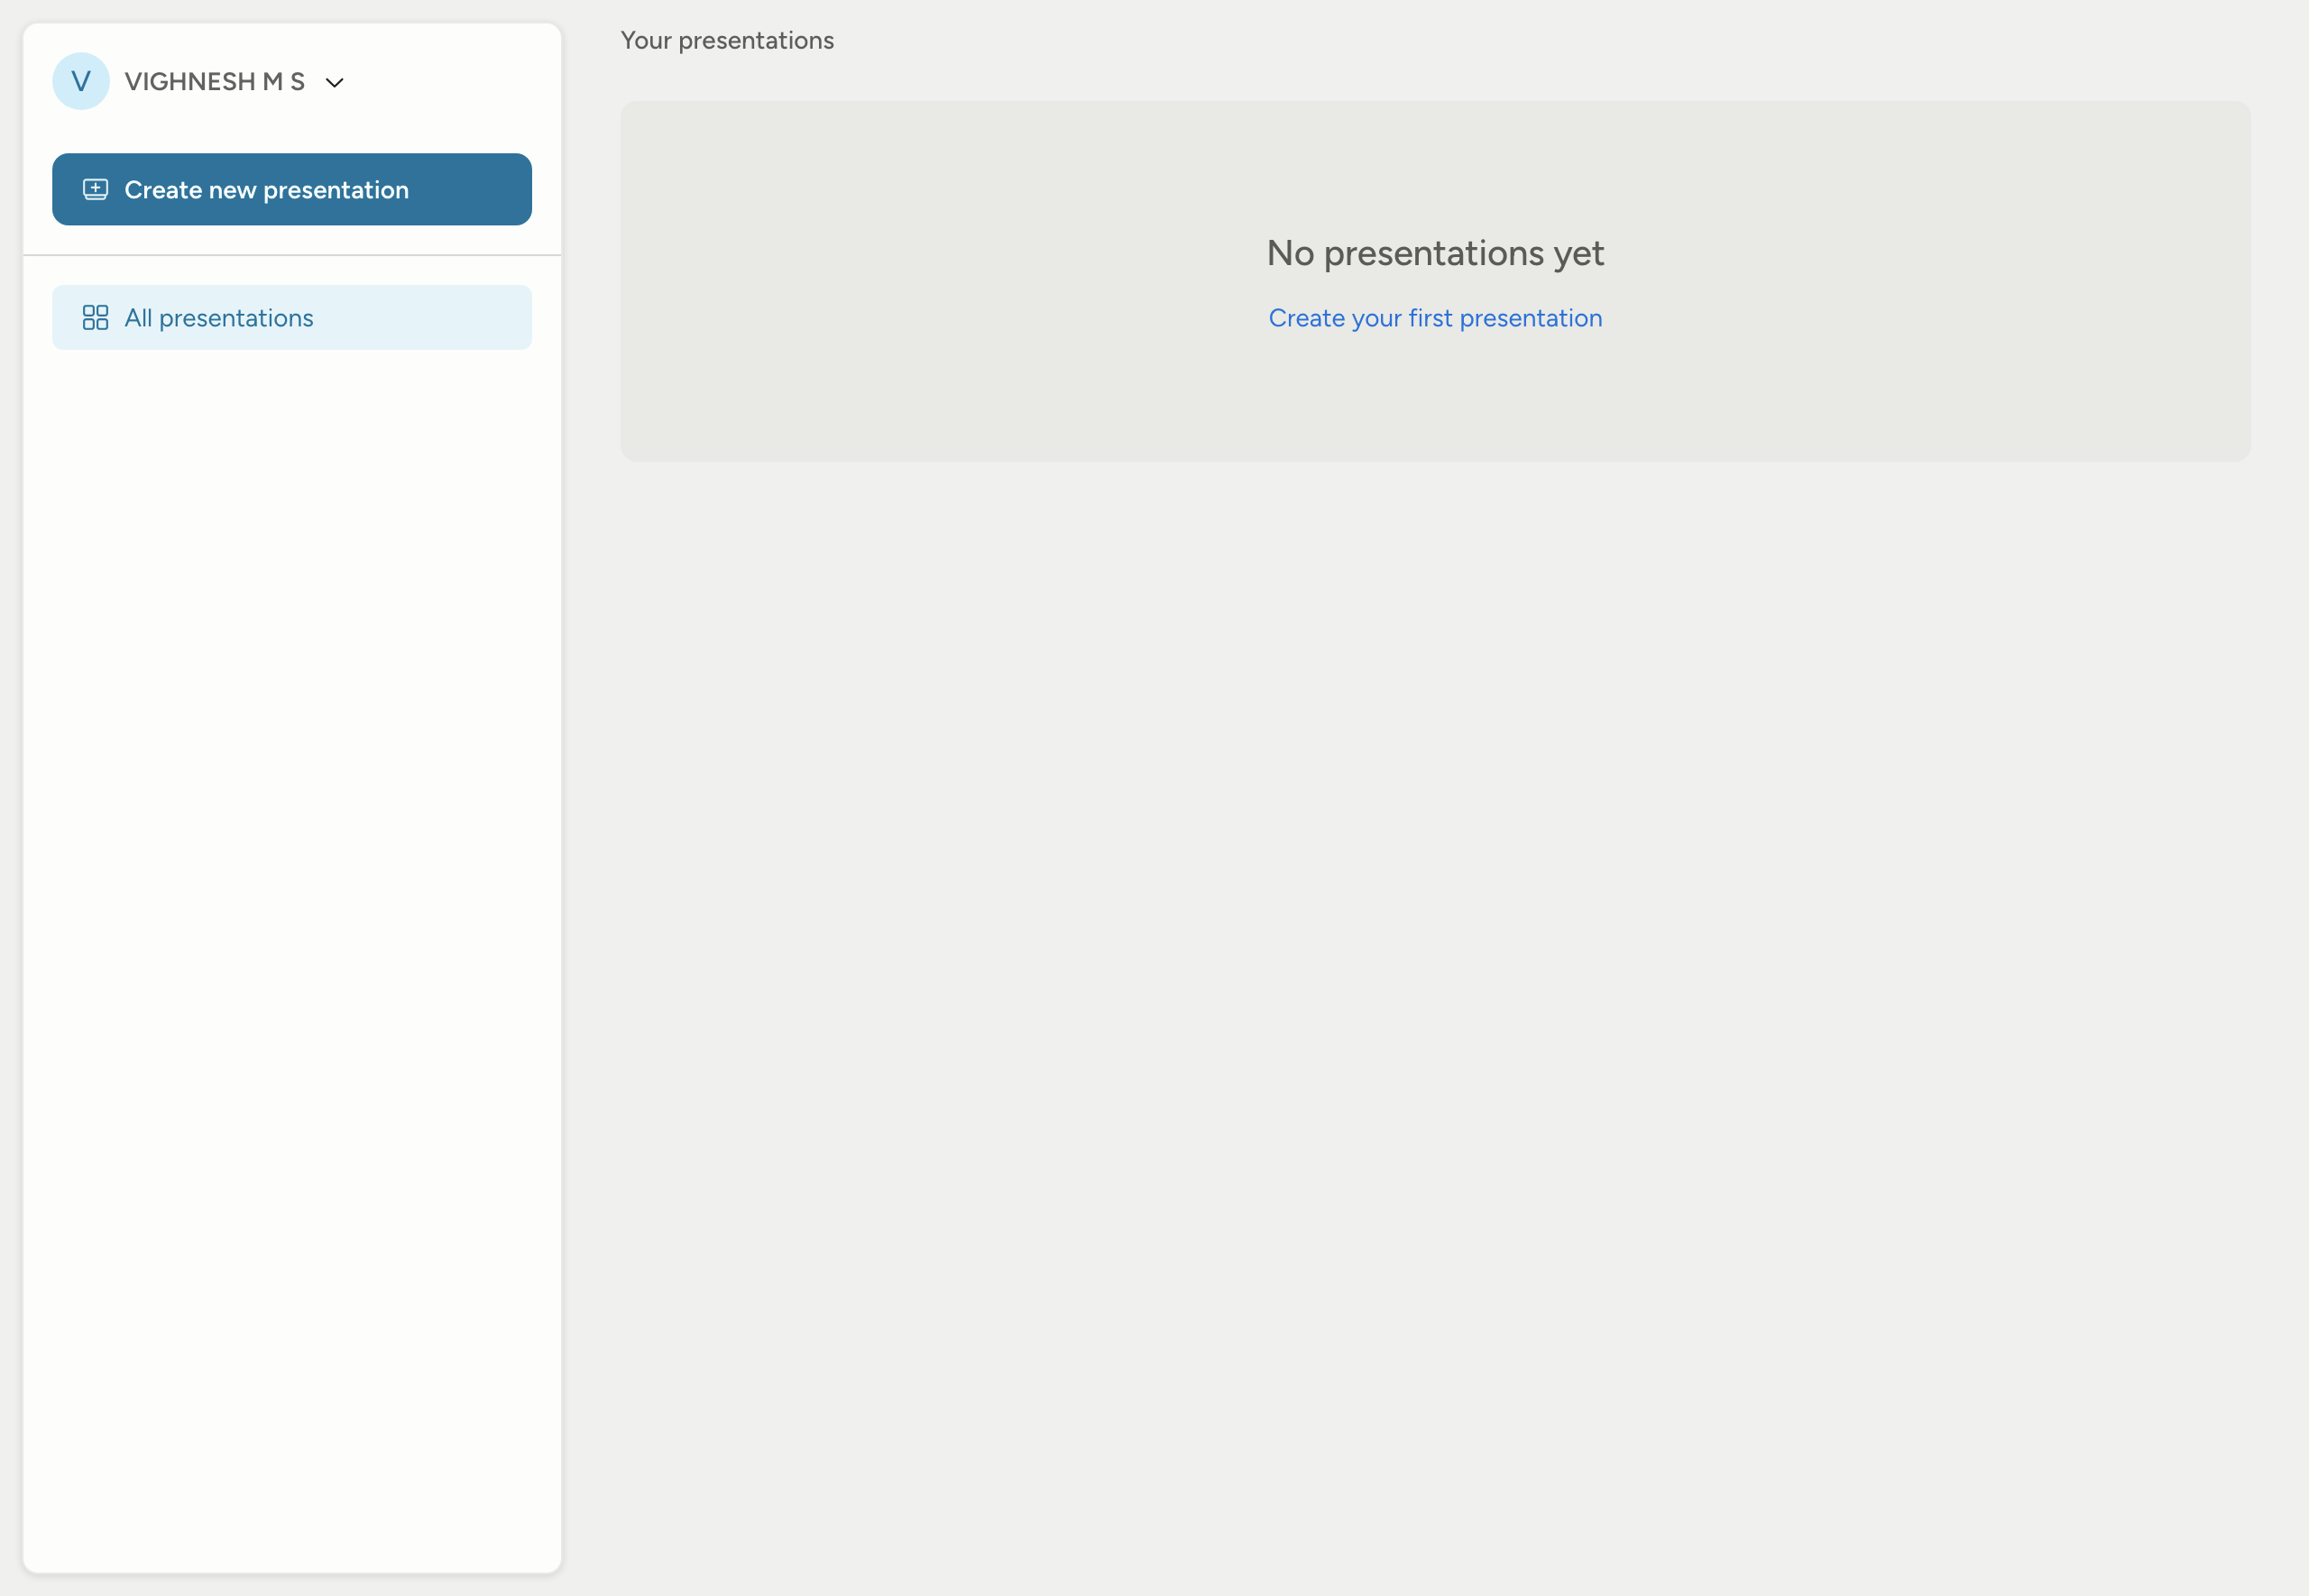 VIGHNESH M S
Create new presentation
All presentations
Your presentations
No presentations yet
Create your first presentation